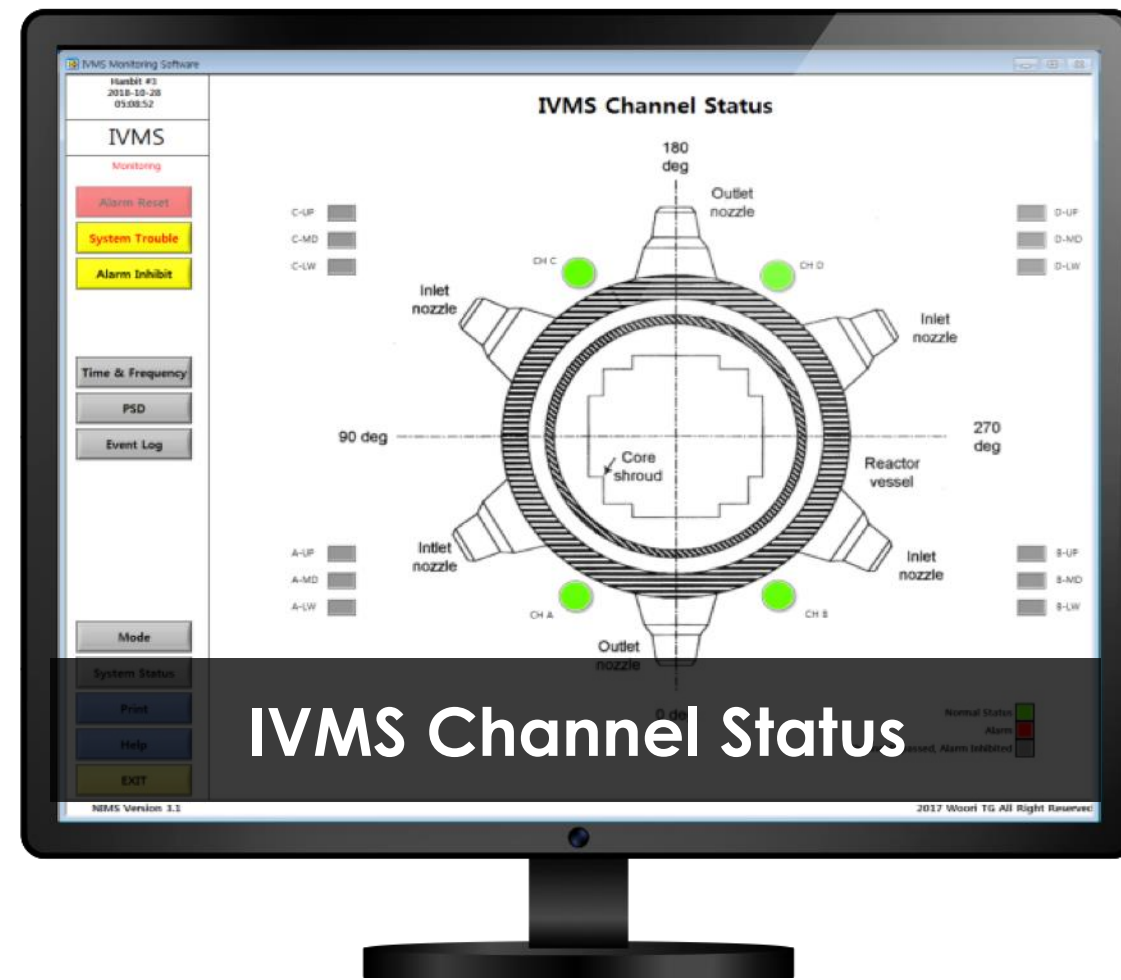 IVMS Monitoring Software
Hanbit #3
2018-10-28
05:08:52
IVMS
Monitoring
Alarm Reset
System Trouble
Alarm Inhibit
Time & Frequency
PSD
Event Log
Mode
System Status
Print
Help
EXIT
NIMS Version 3.1
IVMS Channel Status
180
deg
Outlet
nozzle
C-UP
C-MD
C-LW
D-UP
D-MD
D-LW
CH C
CH D
Inlet
nozzle
Inlet
nozzle
90 deg
270
deg
Core
shroud
Reactor
vessel
A-UP
A-MD
A-LW
Intlet
nozzle
Inlet
nozzle
B-UP
B-MD
B-LW
CH A
CH B
Outlet
nozzle
0 deg
Normal Status
Alarm
Alarm Inhibited
IVMS Channel Status
2017 Woori TG All Right Reserved